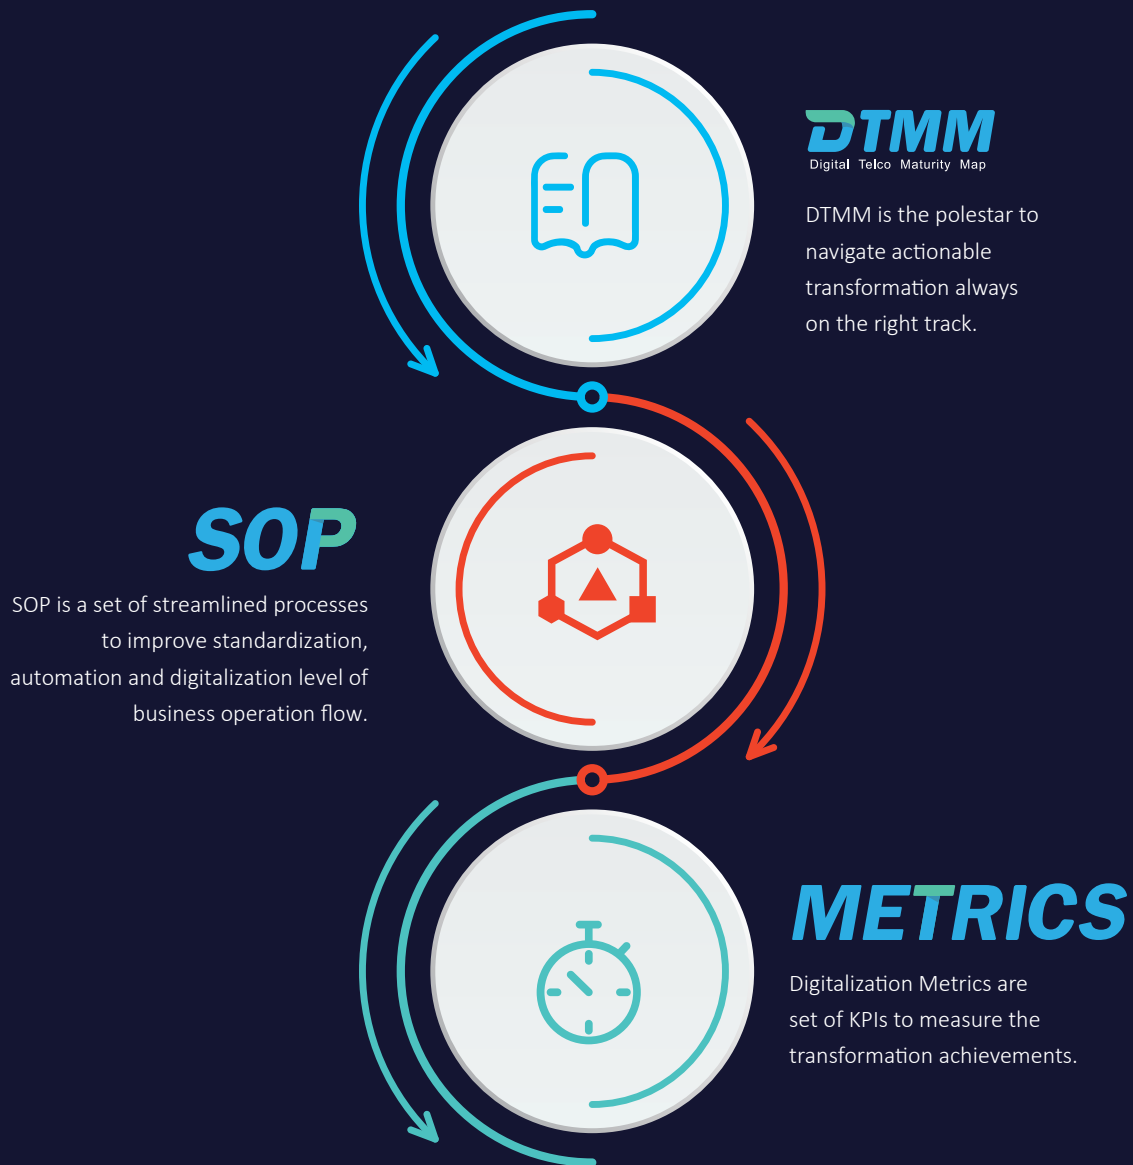 DTMM
Digital Telco Maturity Map
DTMM is the polestar to
navigate actionable
transformation always
on the right track.
SOP
SOP is a set of streamlined processes
to improve standardization,
automation and digitalization level of
business operation flow.
METRICS
Digitalization Metrics are
set of KPIs to measure the
transformation achievements.